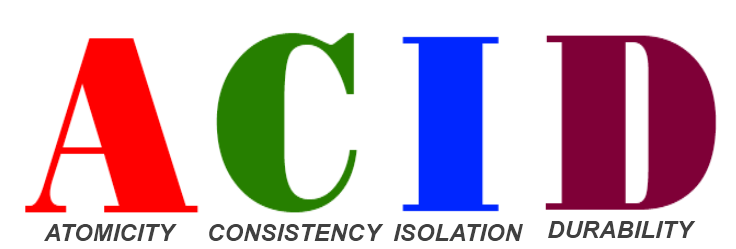 ACID
ATOMICITY CONSISTENCY ISOLATION DURABILITY